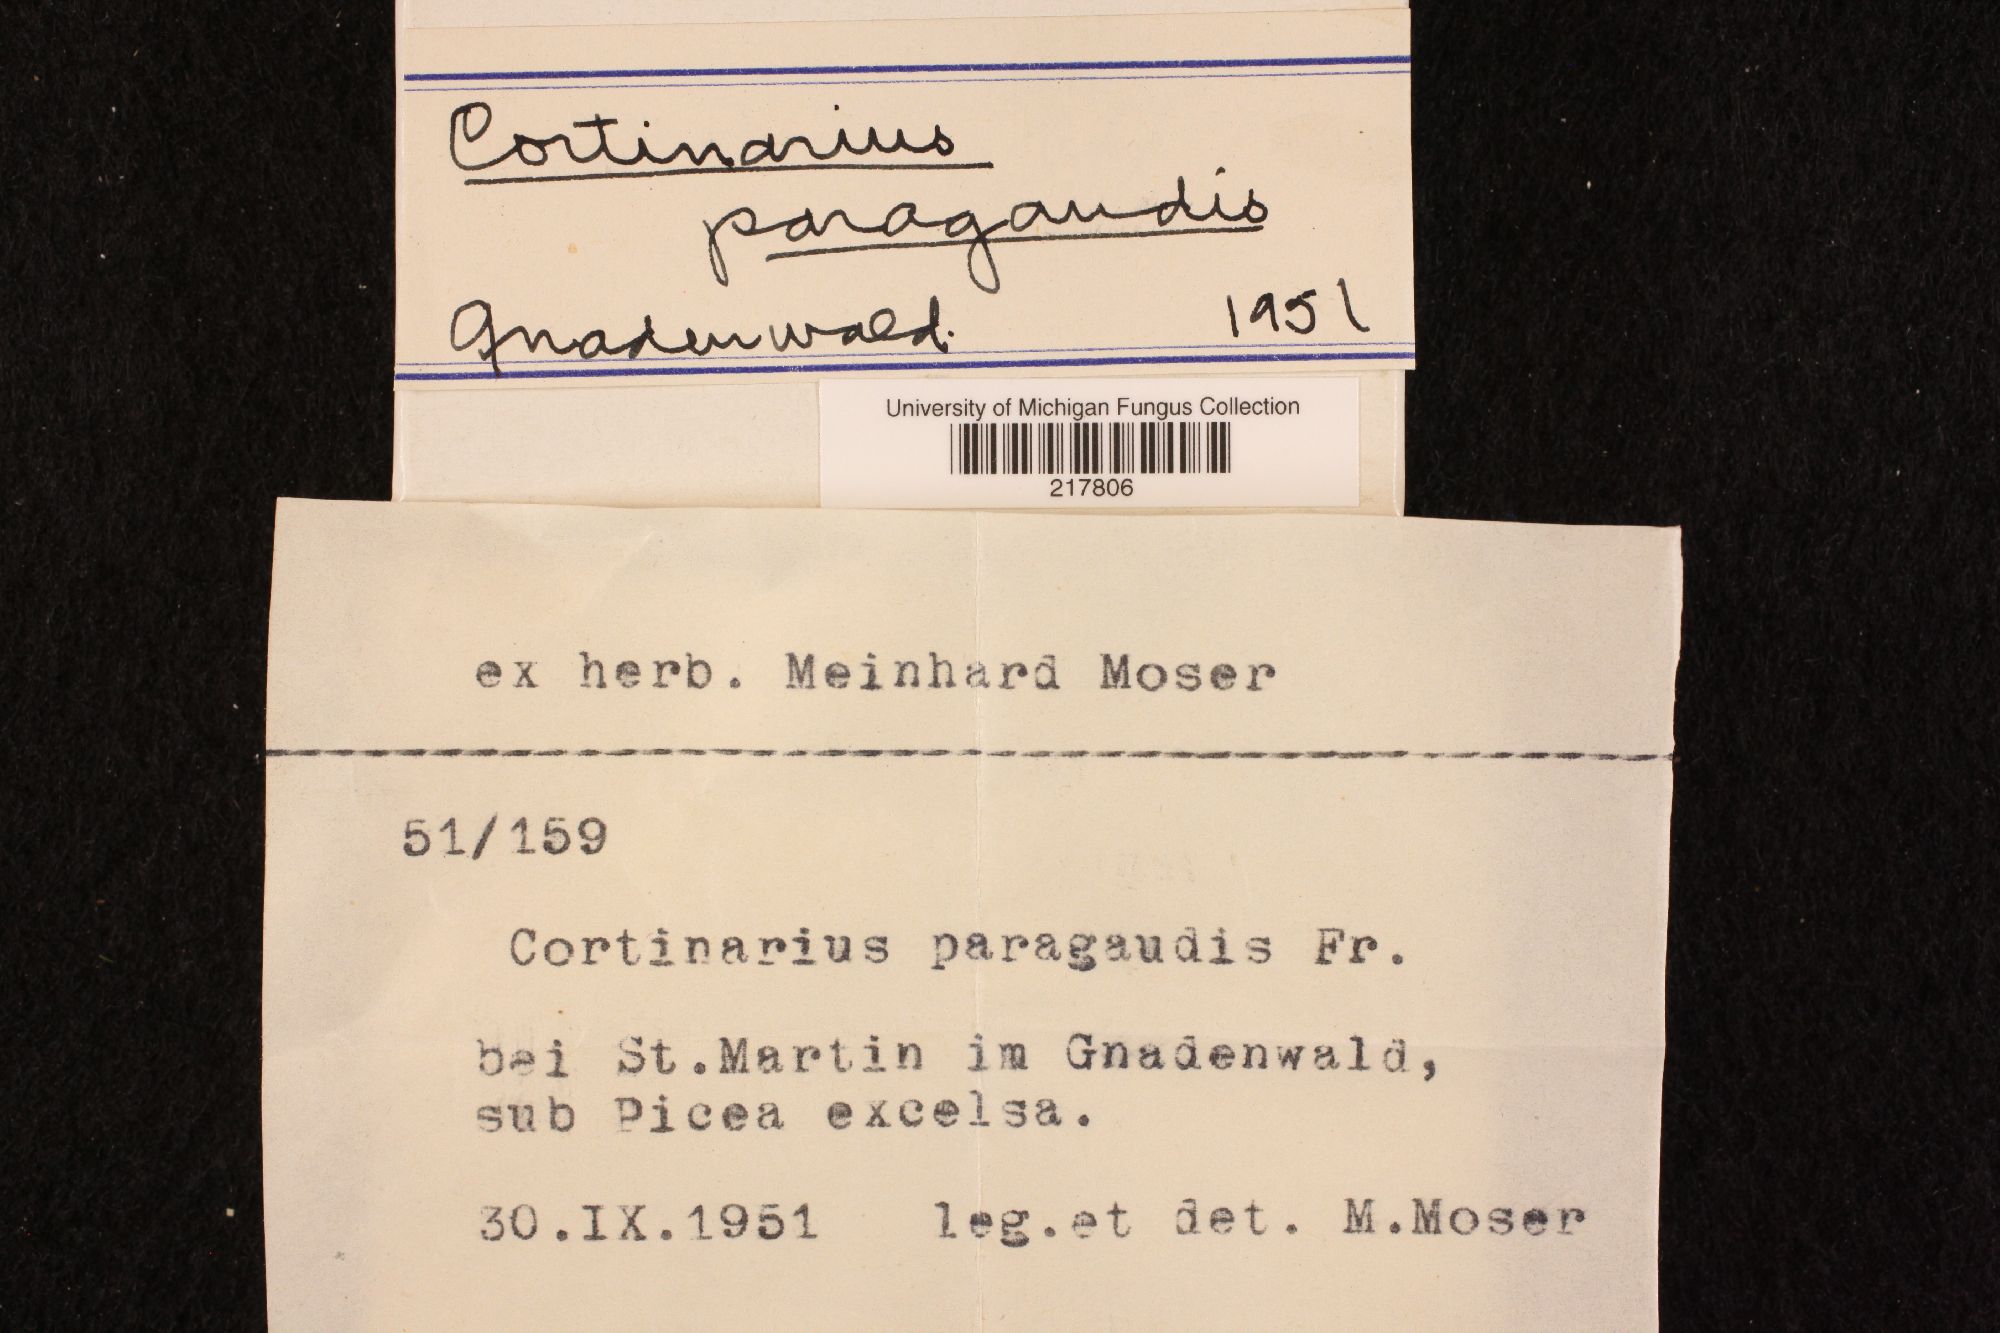 Cortinarius
paragaudis
Gnadenwald. 1951
University of Michigan Fungus Collection
217806
ex herb. Meinhard Moser
51/159
Cortinarius paragaudis Fr.
bei St.Martin im Gnadenwald,
sub Picea excelsa.
30.IX.1951 leg.et det. M.Moser